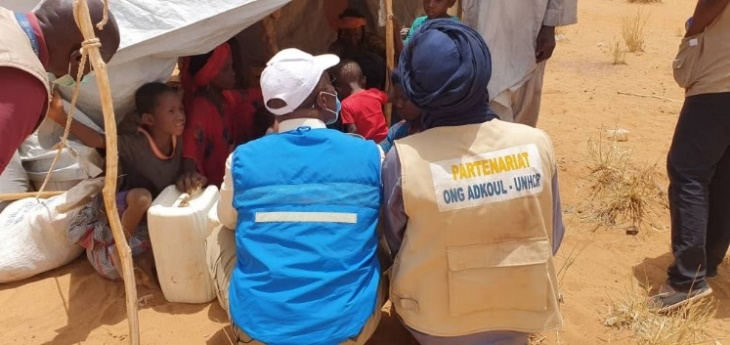 PARTENARIAT
ONG ADKOUL - UNHCR